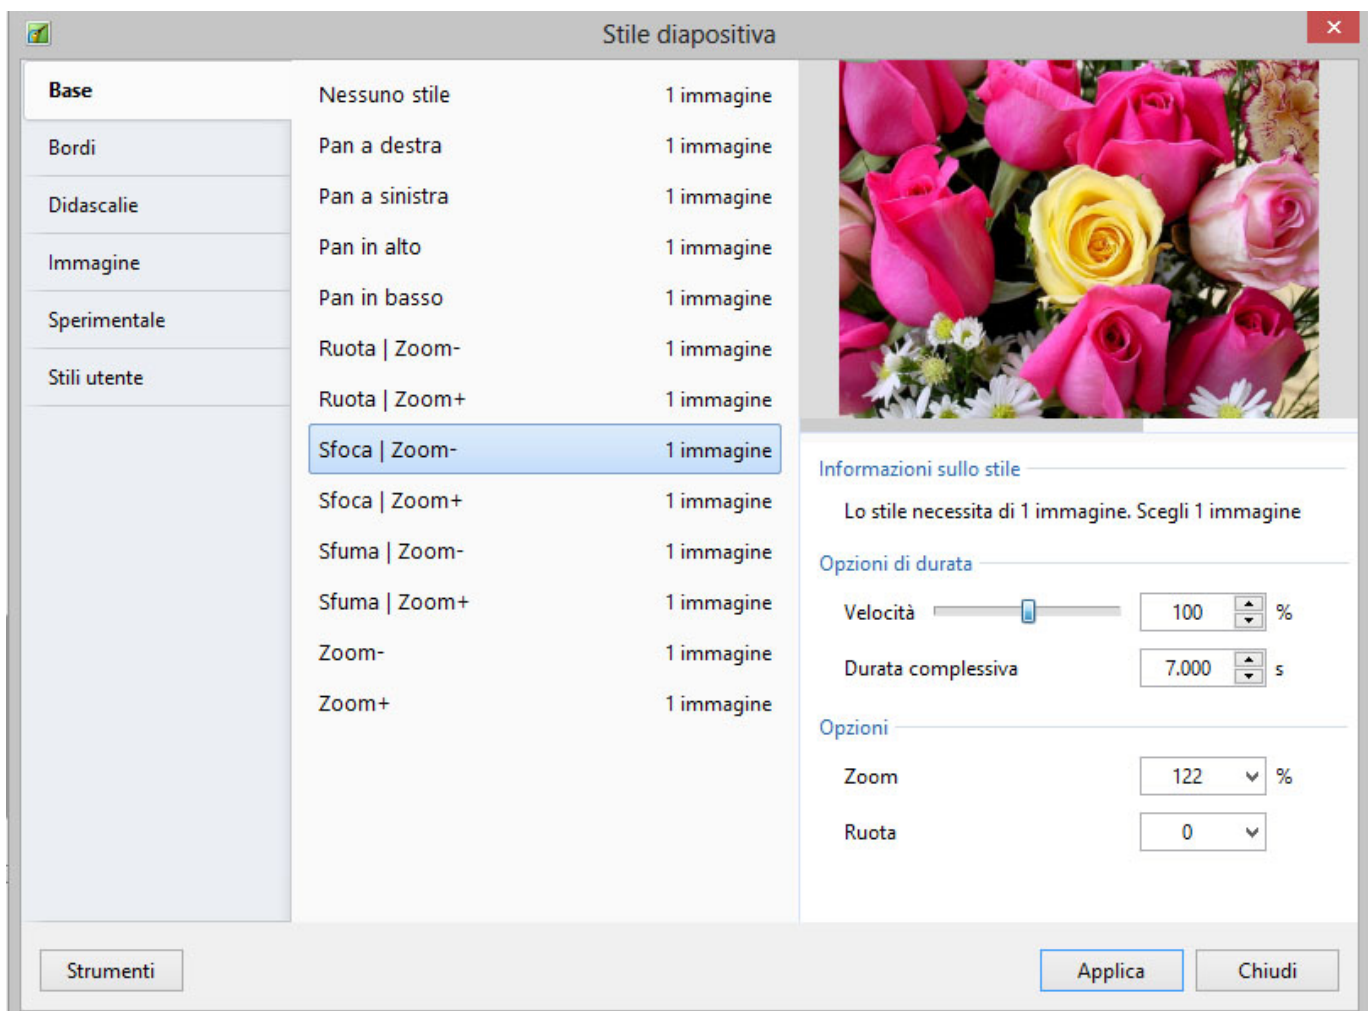 Stile diapositiva
Base
Bordi
Didascalie
Immagine
Sperimentale
Stili utente
Nessuno stile 1 immagine
Pan a destra 1 immagine
Pan a sinistra 1 immagine
Pan in alto 1 immagine
Pan in basso 1 immagine
Ruota | Zoom- 1 immagine
Ruota | Zoom+ 1 immagine
Sfoca | Zoom- 1 immagine
Sfoca | Zoom+ 1 immagine
Sfuma | Zoom- 1 immagine
Sfuma | Zoom+ 1 immagine
Zoom- 1 immagine
Zoom+ 1 immagine
Informazioni sullo stile
Lo stile necessita di 1 immagine. Scegli 1 immagine
Opzioni di durata
Velocità 100 %
Durata complessiva 7.000 s
Opzioni
Zoom 122 %
Ruota 0
Strumenti
Applica
Chiudi